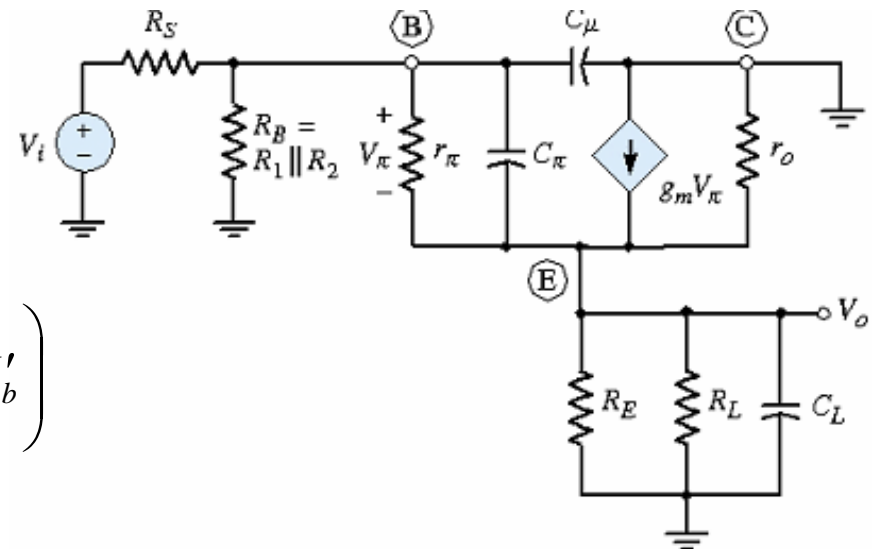 R_S
B
C_μ
C
V_i
+
−
R_B =
R_1 || R_2
+
V_π
−
r_π
C_π
g_m V_π
r_o
E
V_o
R_E
R_L
C_L
'
b
)